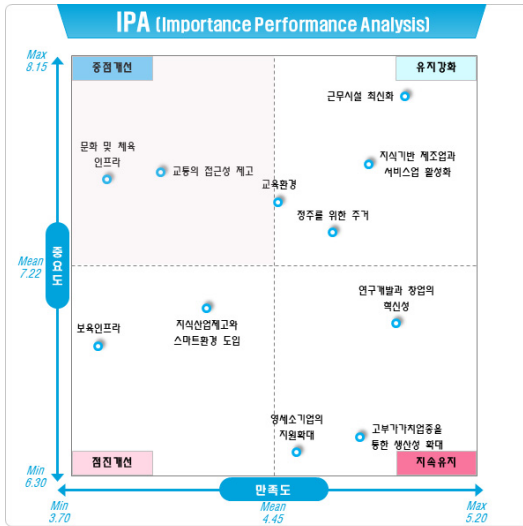 IPA (Importance Performance Analysis)
Max
8.15
중점개선
유지강화
근무시설 최신화
문화 및 체육
인프라
교통의 접근성 제고
지식기반 제조업과
서비스업 활성화
교육환경
정주를 위한 주거
중요도
Mean
7.22
연구개발과 창업의
혁신성
보육인프라
지식산업제고와
스마트환경 도입
영세소기업의
지원확대
고부가가치업종을
통한 생산성 확대
점진개선
지속유지
Min
6.30
만족도
Min
3.70
Mean
4.45
Max
5.20